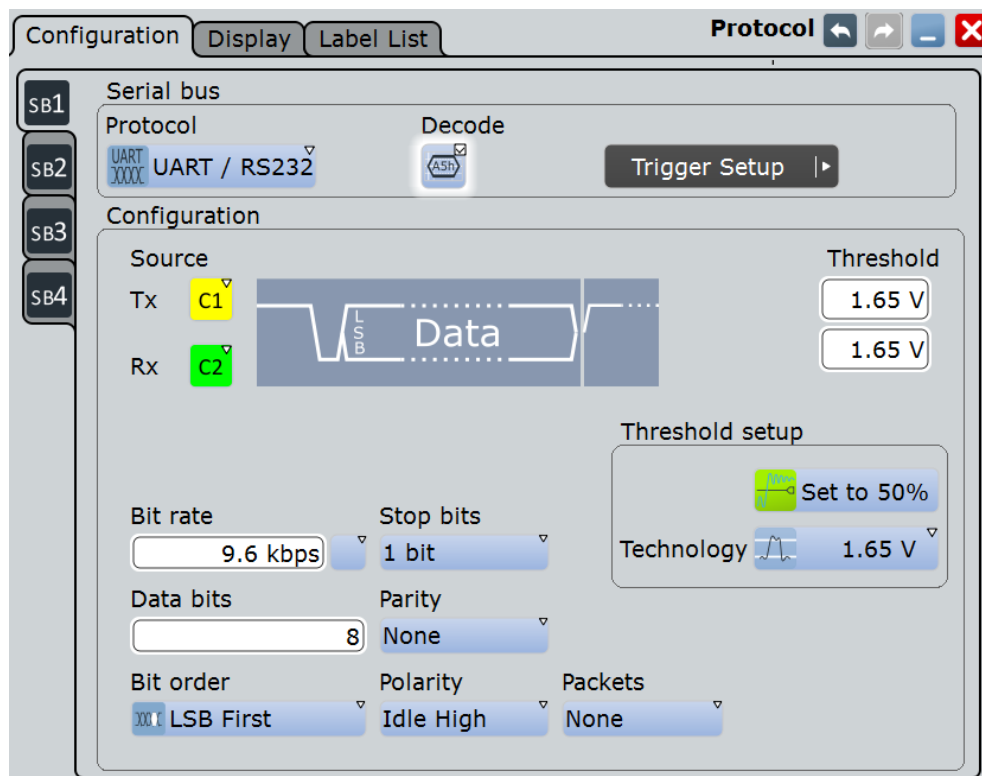 Configuration Display Label List Protocol
SB1
SB2
SB3
SB4
Serial bus
Protocol Decode
UART UART / RS232 A5h Trigger Setup
Configuration
Source Threshold
Tx C1 1.65 V
LSB Data
Rx C2 1.65 V
Threshold setup
Set to 50%
Bit rate Stop bits
9.6 kbps 1 bit Technology 1.65 V
Data bits Parity
8 None
Bit order Polarity Packets
LSB First Idle High None